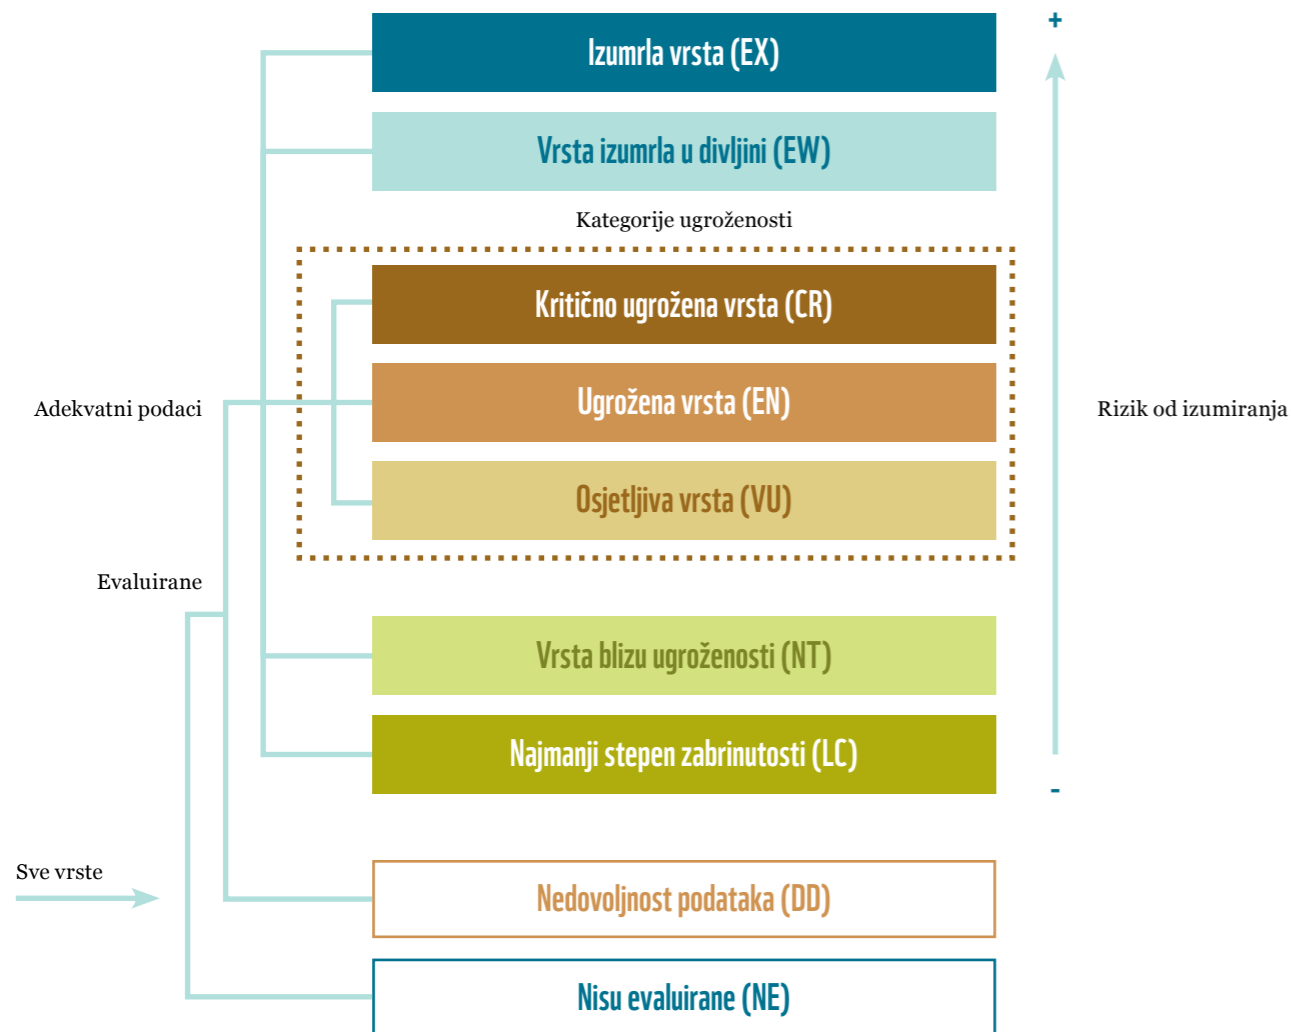 +
Izumrla vrsta (EX)
Vrsta izumrla u divljini (EW)
Kategorije ugroženosti
Kritično ugrožena vrsta (CR)
Adekvatni podaci
Ugrožena vrsta (EN)
Rizik od izumiranja
Osjetljiva vrsta (VU)
Evaluirane
Vrsta blizu ugroženosti (NT)
Najmanji stepen zabrinutosti (LC)
-
Sve vrste
Nedovoljnost podataka (DD)
Nisu evaluirane (NE)